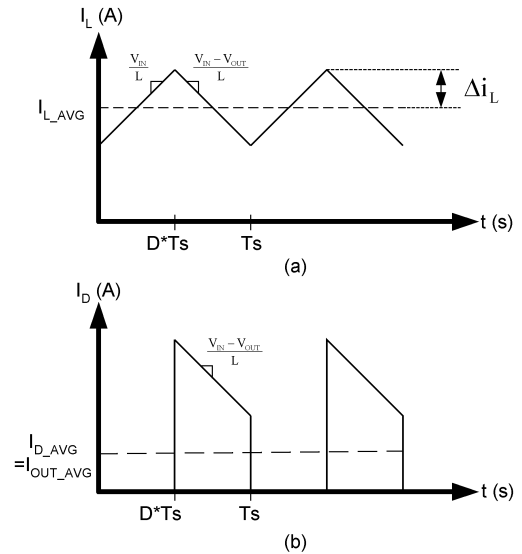 I_L (A)
V_IN / L
V_IN – V_OUT / L
I_L_AVG
Δi_L
t (s)
D*Ts
Ts
(a)
I_D (A)
V_IN – V_OUT / L
I_D_AVG
=I_OUT_AVG
t (s)
D*Ts
Ts
(b)